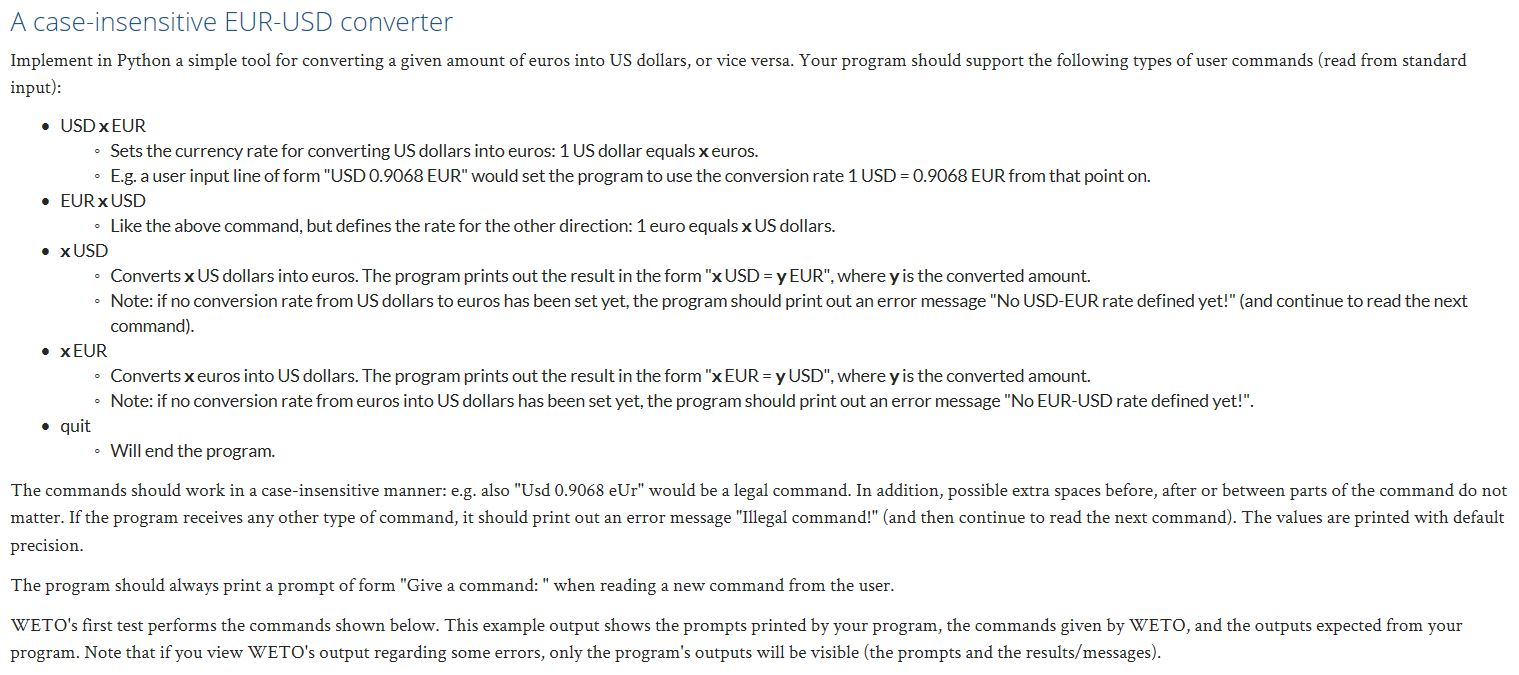 A case-insensitive EUR-USD converter
Implement in Python a simple tool for converting a given amount of euros into US dollars, or vice versa. Your program should support the following types of user commands (read from standard
input):
• USD x EUR
◦ Sets the currency rate for converting US dollars into euros: 1 US dollar equals x euros.
◦ E.g. a user input line of form "USD 0.9068 EUR" would set the program to use the conversion rate 1 USD = 0.9068 EUR from that point on.
• EUR x USD
◦ Like the above command, but defines the rate for the other direction: 1 euro equals x US dollars.
• x USD
◦ Converts x US dollars into euros. The program prints out the result in the form "x USD = y EUR", where y is the converted amount.
◦ Note: if no conversion rate from US dollars to euros has been set yet, the program should print out an error message "No USD-EUR rate defined yet!" (and continue to read the next
command).
• x EUR
◦ Converts x euros into US dollars. The program prints out the result in the form "x EUR = y USD", where y is the converted amount.
◦ Note: if no conversion rate from euros into US dollars has been set yet, the program should print out an error message "No EUR-USD rate defined yet!".
• quit
◦ Will end the program.
The commands should work in a case-insensitive manner: e.g. also "Usd 0.9068 eUr" would be a legal command. In addition, possible extra spaces before, after or between parts of the command do not
matter. If the program receives any other type of command, it should print out an error message "Illegal command!" (and then continue to read the next command). The values are printed with default
precision.
The program should always print a prompt of form "Give a command: " when reading a new command from the user.
WETO's first test performs the commands shown below. This example output shows the prompts printed by your program, the commands given by WETO, and the outputs expected from your
program. Note that if you view WETO's output regarding some errors, only the program's outputs will be visible (the prompts and the results/messages).